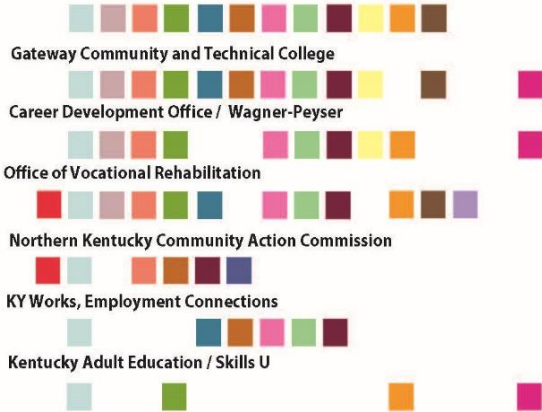 Gateway Community and Technical College
Career Development Office / Wagner-Peyser
Office of Vocational Rehabilitation
Northern Kentucky Community Action Commission
KY Works, Employment Connections
Kentucky Adult Education / Skills U